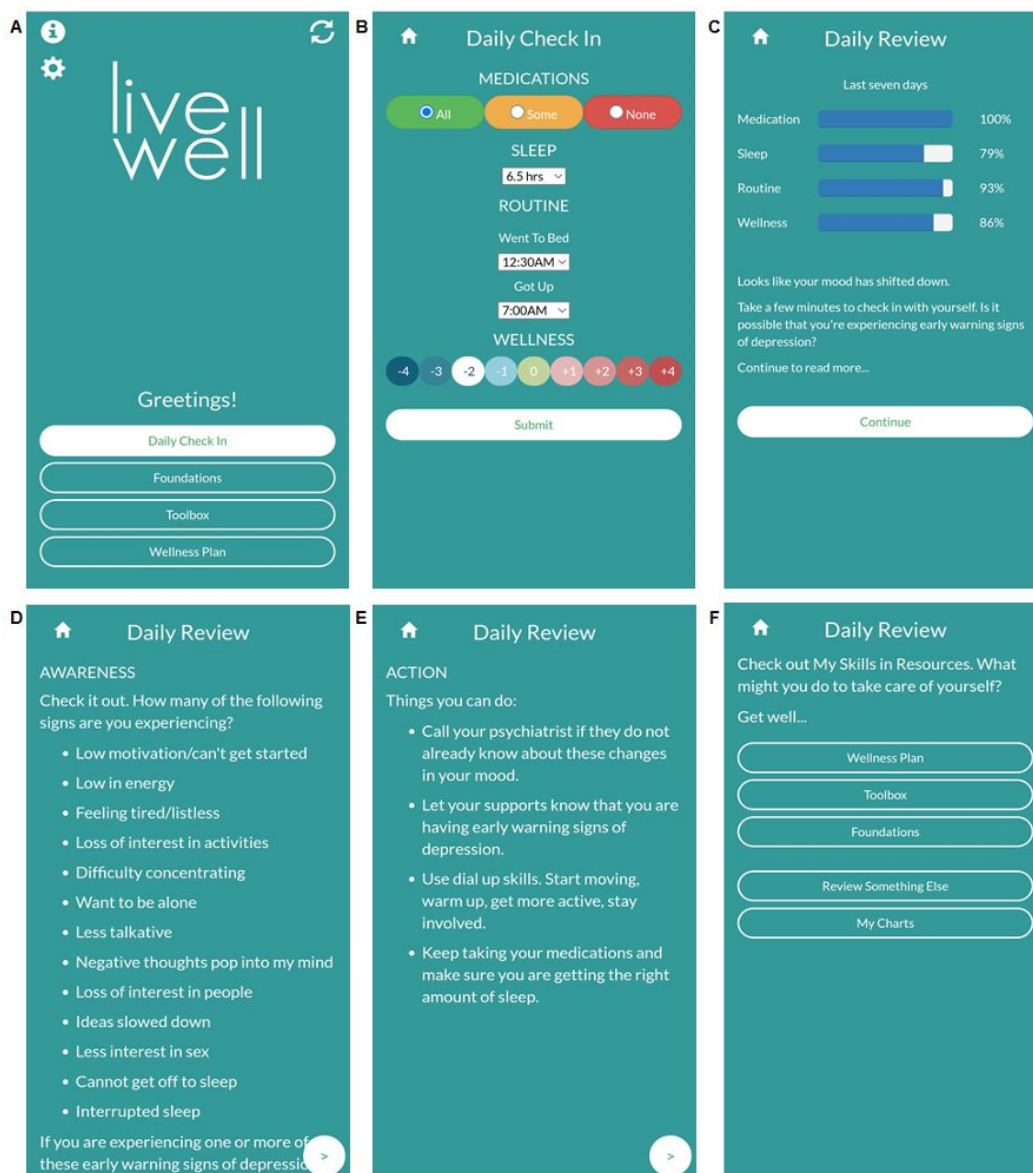 A
live
well
Greetings!
Daily Check In
Foundations
Toolbox
Wellness Plan
B
Daily Check In
MEDICATIONS
All Some None
SLEEP
6.5 hrs
ROUTINE
Went To Bed
12:30AM
Got Up
7:00AM
WELLNESS
-4 -3 -2 -1 0 +1 +2 +3 +4
Submit
C
Daily Review
Last seven days
Medication 100%
Sleep 79%
Routine 93%
Wellness 86%
Looks like your mood has shifted down.
Take a few minutes to check in with yourself. Is it
possible that you're experiencing early warning signs
of depression?
Continue to read more...
Continue
D
Daily Review
AWARENESS
Check it out. How many of the following
signs are you experiencing?
• Low motivation/can't get started
• Low in energy
• Feeling tired/listless
• Loss of interest in activities
• Difficulty concentrating
• Want to be alone
• Less talkative
• Negative thoughts pop into my mind
• Loss of interest in people
• Ideas slowed down
• Less interest in sex
• Cannot get off to sleep
• Interrupted sleep
If you are experiencing one or more of
these early warning signs of depressio
>
E
Daily Review
ACTION
Things you can do:
• Call your psychiatrist if they do not
already know about these changes
in your mood.
• Let your supports know that you are
having early warning signs of
depression.
• Use dial up skills. Start moving,
warm up, get more active, stay
involved.
• Keep taking your medications and
make sure you are getting the right
amount of sleep.
>
F
Daily Review
Check out My Skills in Resources. What
might you do to take care of yourself?
Get well...
Wellness Plan
Toolbox
Foundations
Review Something Else
My Charts